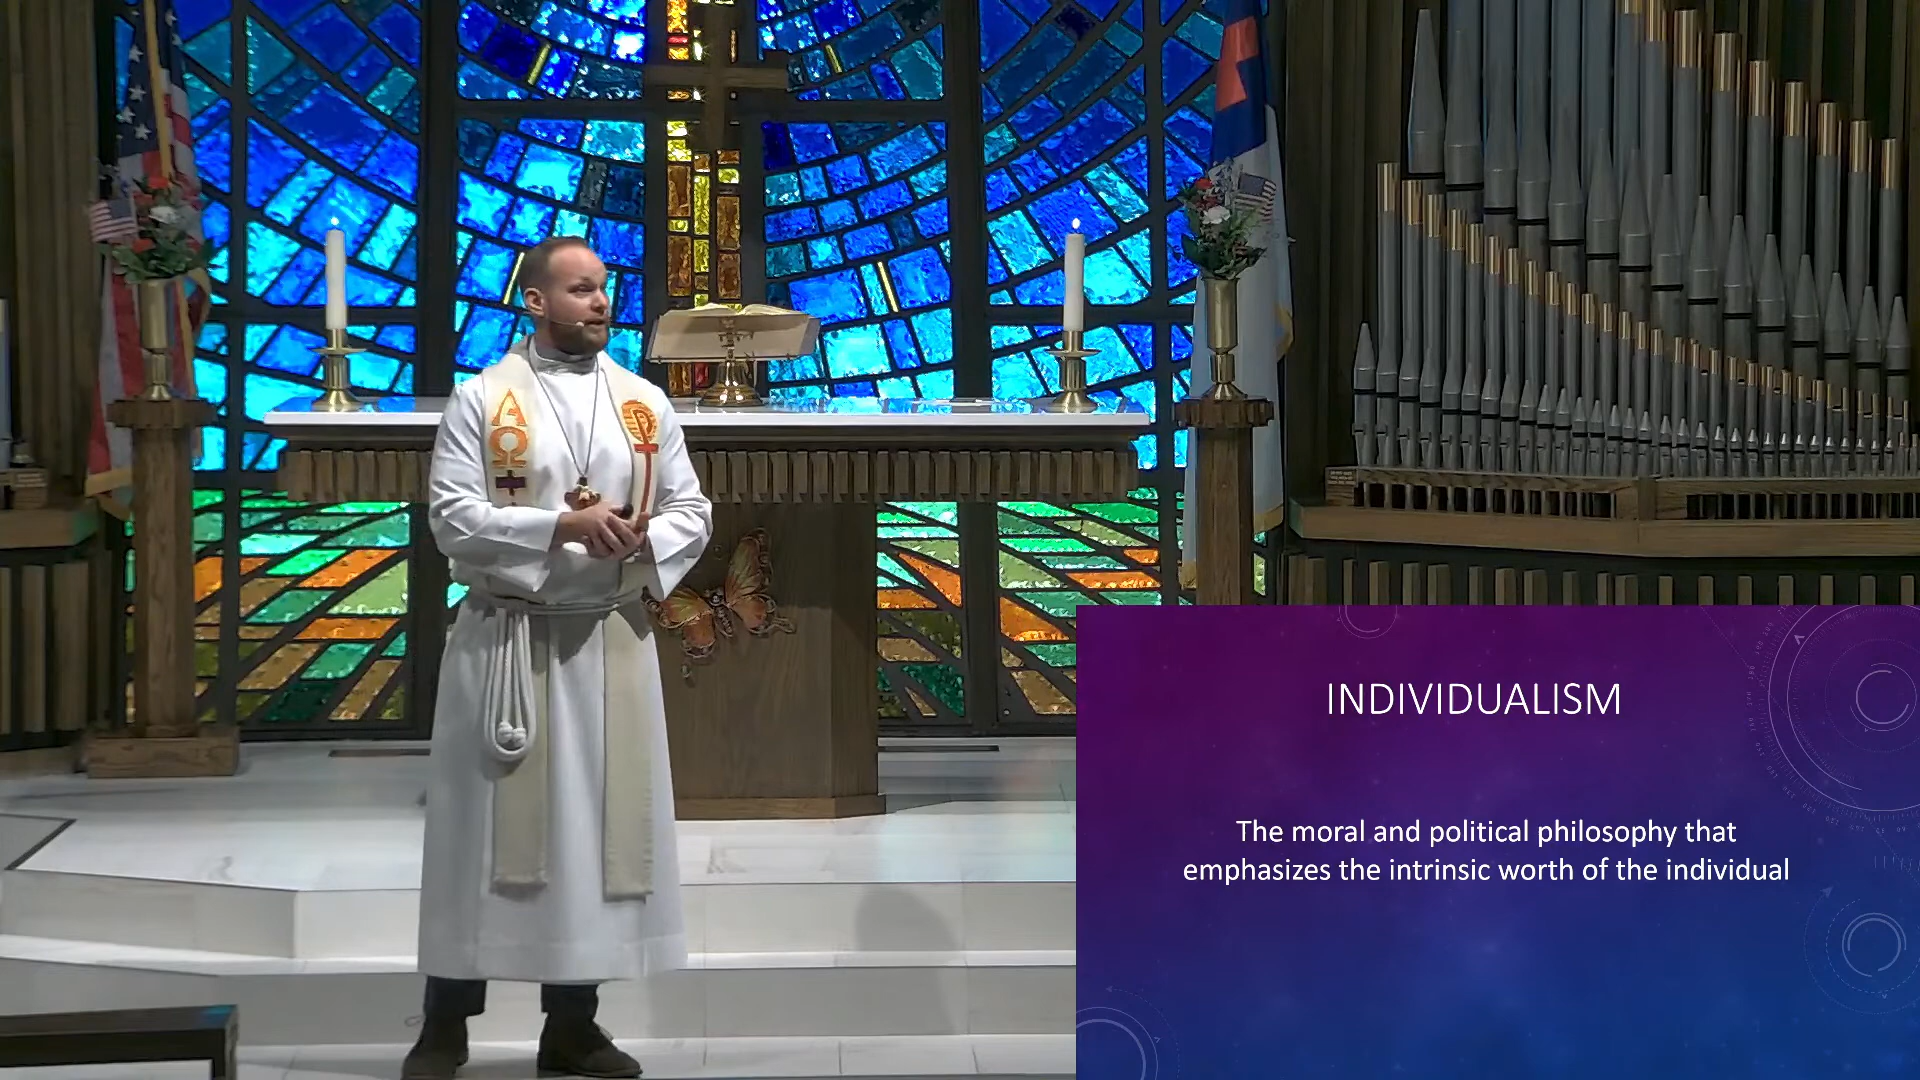 Α
Ω
INDIVIDUALISM
The moral and political philosophy that
emphasizes the intrinsic worth of the individual